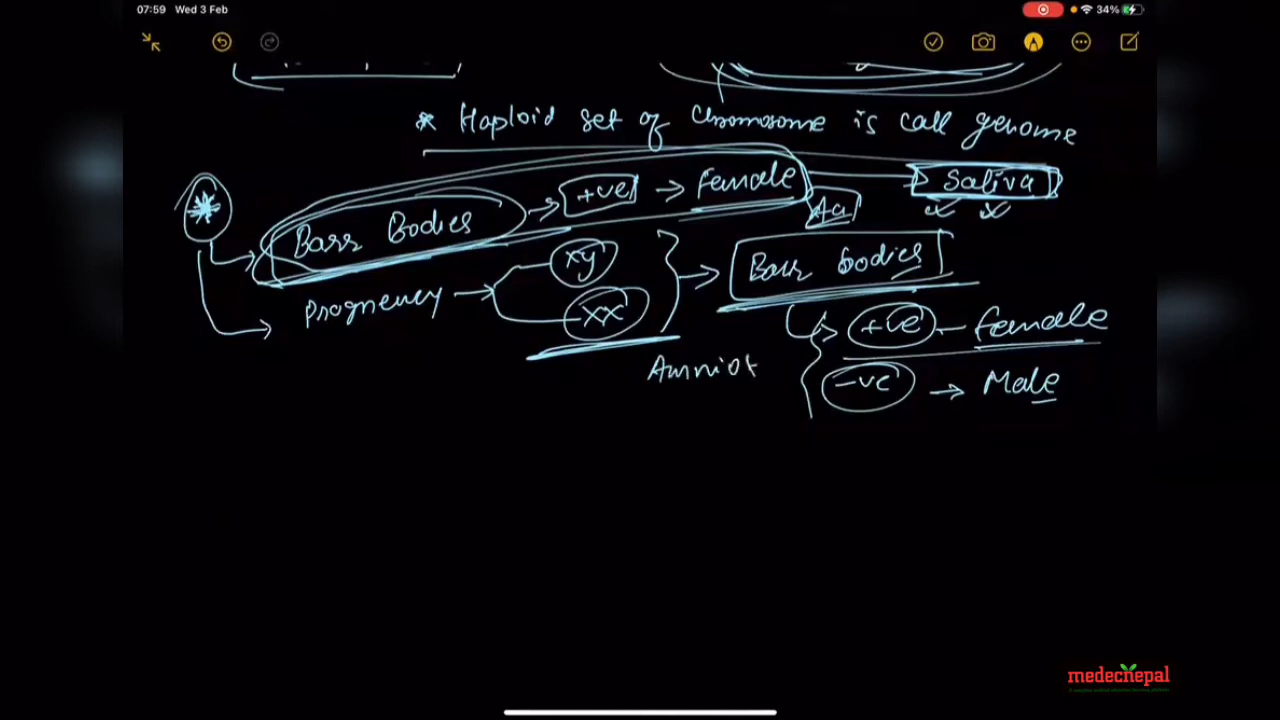 07:59 Wed 3 Feb
34%
* Haploid set of chromosome is call genome
Barr Bodies → +ve → Female
Saliva
Pragnency → xy
xx
Barr bodies
+ve – female
-ve → Male
Amniot
medecnepal